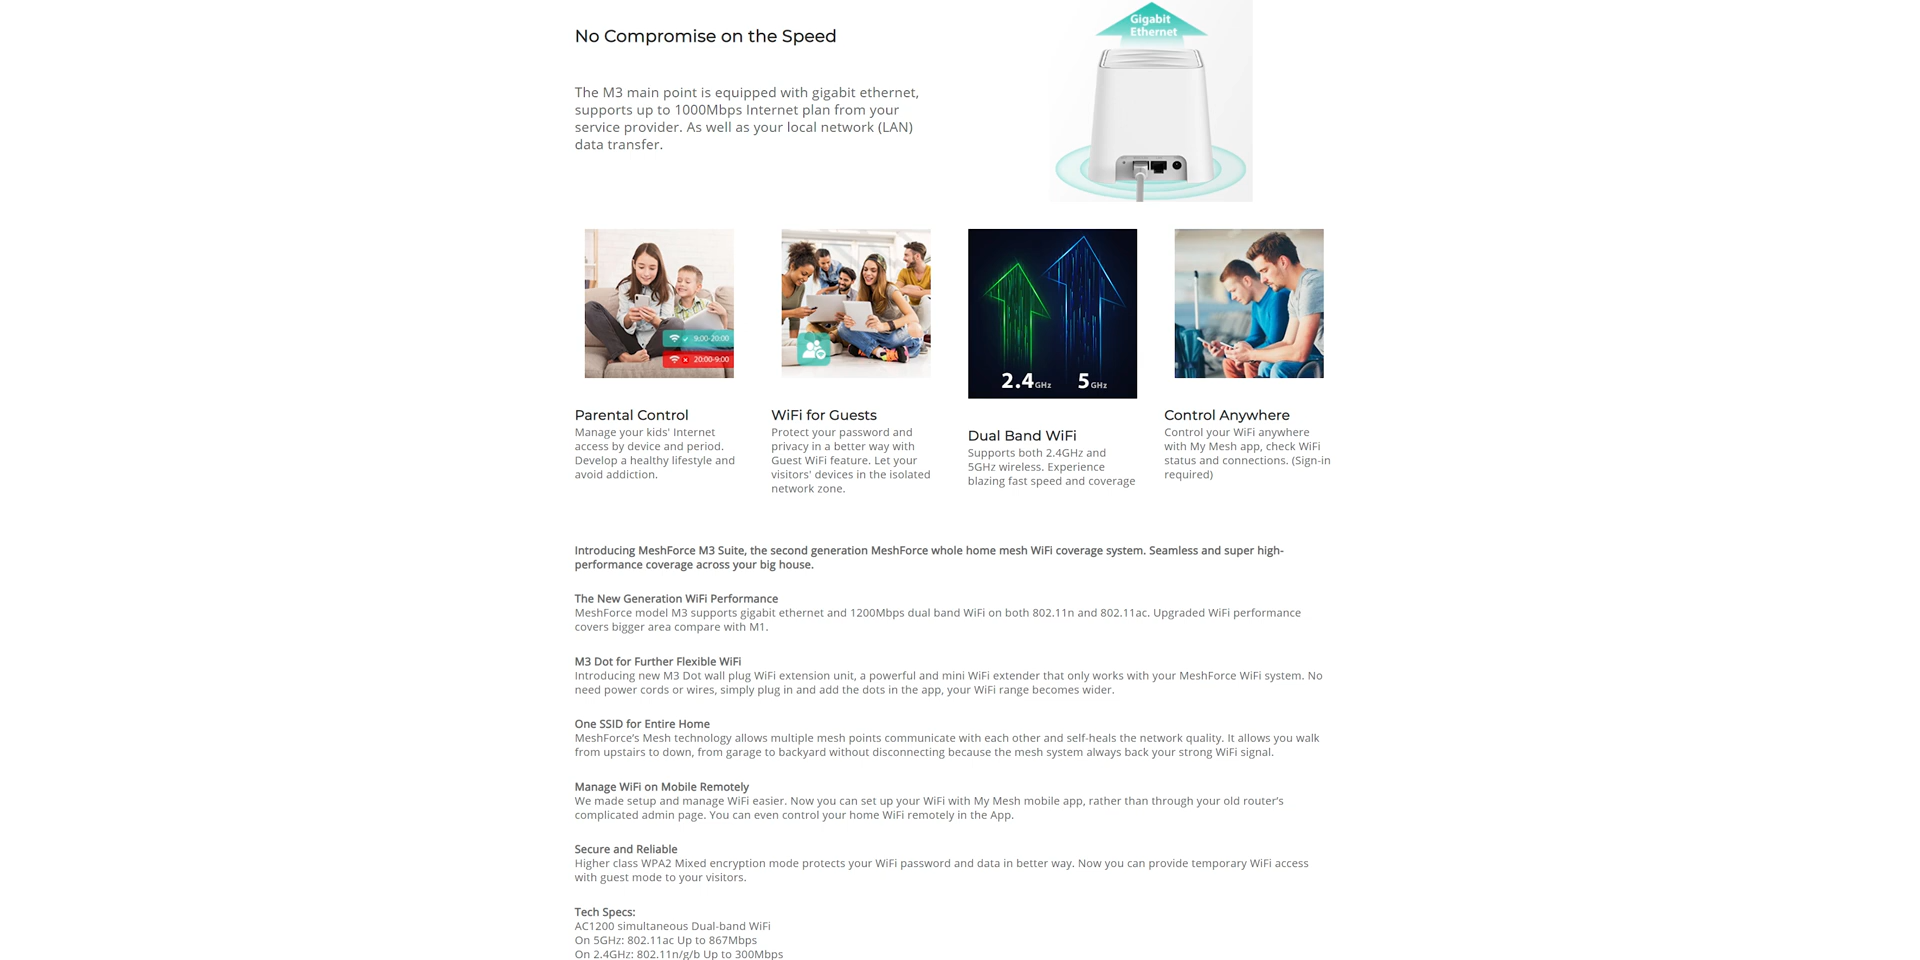 No Compromise on the Speed
The M3 main point is equipped with gigabit ethernet,
supports up to 1000Mbps Internet plan from your
service provider. As well as your local network (LAN)
data transfer.
Gigabit
Ethernet
9:00-20:00
20:00-9:00
2.4GHz 5GHz
Parental Control
Manage your kids' Internet
access by device and period.
Develop a healthy lifestyle and
avoid addiction.
WiFi for Guests
Protect your password and
privacy in a better way with
Guest WiFi feature. Let your
visitors' devices in the isolated
network zone.
Dual Band WiFi
Supports both 2.4GHz and
5GHz wireless. Experience
blazing fast speed and coverage
Control Anywhere
Control your WiFi anywhere
with My Mesh app, check WiFi
status and connections. (Sign-in
required)
Introducing MeshForce M3 Suite, the second generation MeshForce whole home mesh WiFi coverage system. Seamless and super high-
performance coverage across your big house.
The New Generation WiFi Performance
MeshForce model M3 supports gigabit ethernet and 1200Mbps dual band WiFi on both 802.11n and 802.11ac. Upgraded WiFi performance
covers bigger area compare with M1.
M3 Dot for Further Flexible WiFi
Introducing new M3 Dot wall plug WiFi extension unit, a powerful and mini WiFi extender that only works with your MeshForce WiFi system. No
need power cords or wires, simply plug in and add the dots in the app, your WiFi range becomes wider.
One SSID for Entire Home
MeshForce’s Mesh technology allows multiple mesh points communicate with each other and self-heals the network quality. It allows you walk
from upstairs to down, from garage to backyard without disconnecting because the mesh system always back your strong WiFi signal.
Manage WiFi on Mobile Remotely
We made setup and manage WiFi easier. Now you can set up your WiFi with My Mesh mobile app, rather than through your old router’s
complicated admin page. You can even control your home WiFi remotely in the App.
Secure and Reliable
Higher class WPA2 Mixed encryption mode protects your WiFi password and data in better way. Now you can provide temporary WiFi access
with guest mode to your visitors.
Tech Specs:
AC1200 simultaneous Dual-band WiFi
On 5GHz: 802.11ac Up to 867Mbps
On 2.4GHz: 802.11n/g/b Up to 300Mbps